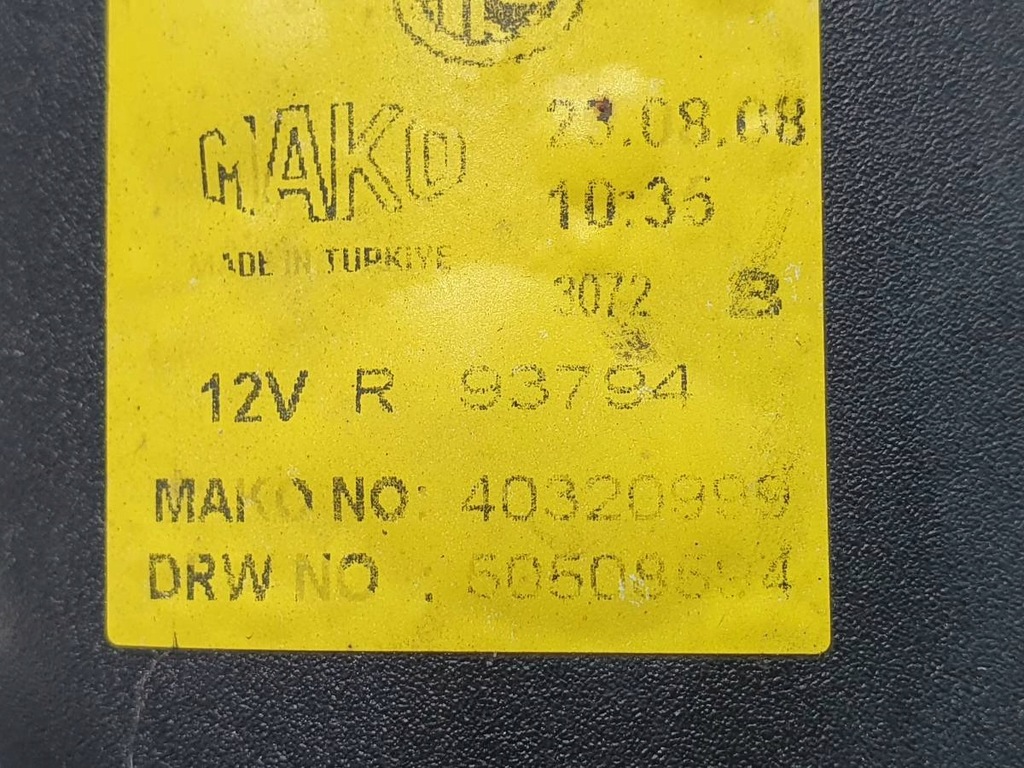 MAKO 23.08.08
10:35
MADE IN TURKIYE
3072 B
12V R 93794
MAKO NO: 40320999
DRW NO :